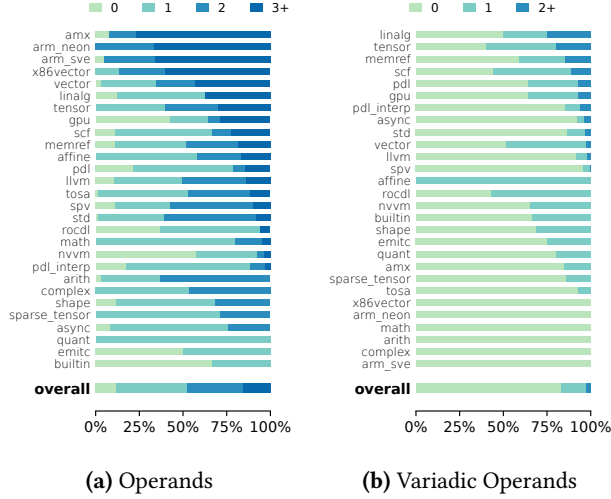 0 1 2 3+
amx
arm_neon
arm_sve
x86vector
vector
linalg
tensor
gpu
scf
memref
affine
pdl
llvm
tosa
spv
std
rocdl
math
nvvm
pdl_interp
arith
complex
shape
sparse_tensor
async
quant
emitc
builtin
overall
0% 25% 50% 75% 100%
(a) Operands
0 1 2+
linalg
tensor
memref
scf
pdl
gpu
pdl_interp
async
std
vector
llvm
spv
affine
rocdl
nvvm
builtin
shape
emitc
quant
amx
sparse_tensor
tosa
x86vector
arm_neon
math
arith
complex
arm_sve
overall
0% 25% 50% 75% 100%
(b) Variadic Operands